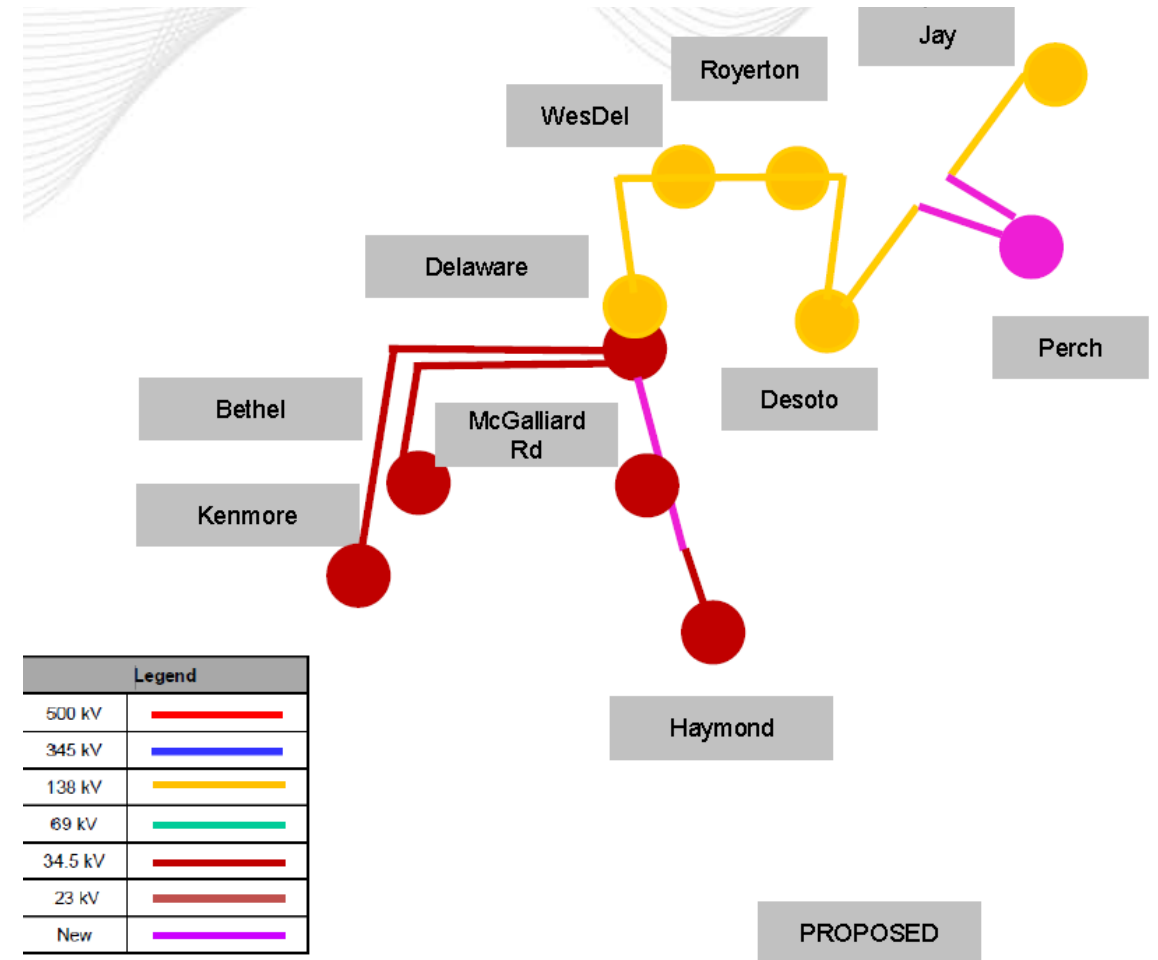 Jay
Royerton
WesDel
Delaware
Perch
Desoto
Bethel
McGalliard
Rd
Kenmore
Haymond
Legend
500 kV
345 kV
138 kV
69 kV
34.5 kV
23 kV
New
PROPOSED